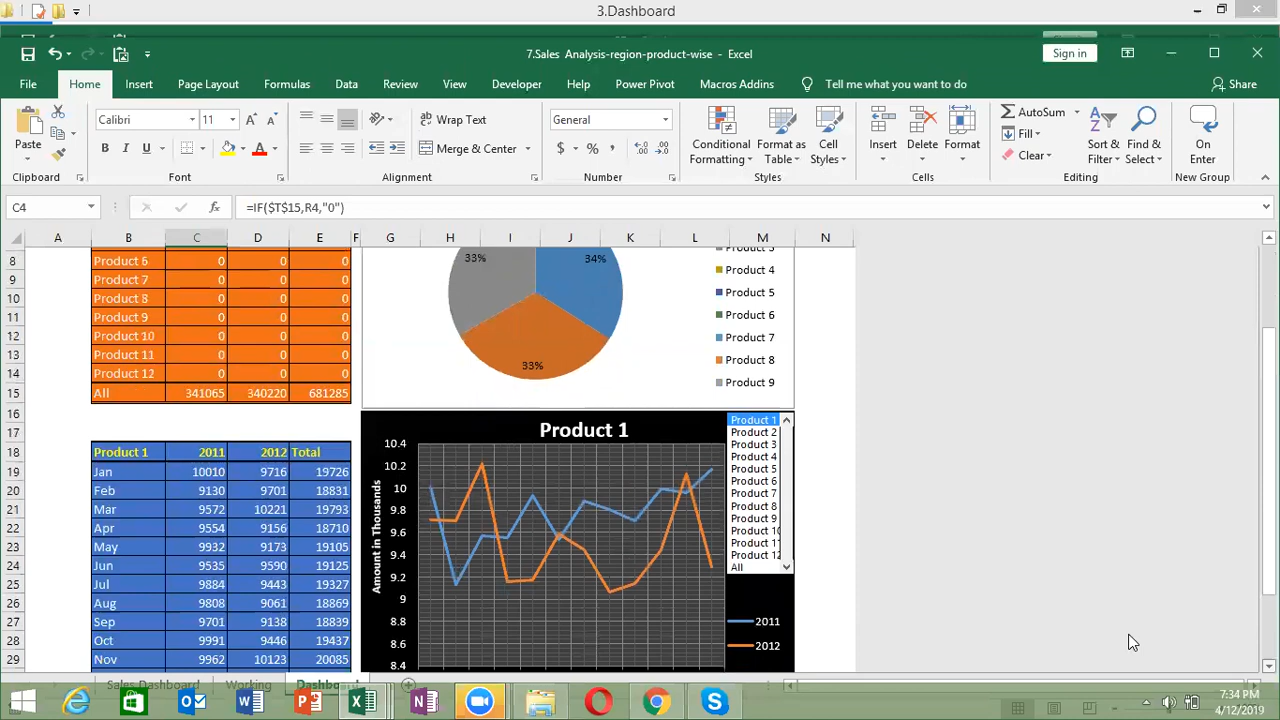 3.Dashboard
7.Sales Analysis-region-product-wise - Excel
Sign in
File Home Insert Page Layout Formulas Data Review View Developer Help Power Pivot Macros Addins Tell me what you want to do Share
Paste
Calibri 11
B I U
Wrap Text
Merge & Center
General
$ % ,
Conditional Formatting
Format as Table
Cell Styles
Insert Delete Format
AutoSum
Fill
Clear
Sort & Filter
Find & Select
On Enter
Clipboard Font Alignment Number Styles Cells Editing New Group
C4 fx =IF($T$15,R4,"0")
A B C D E F G H I J K L M N
8 Product 6 0 0 0
9 Product 7 0 0 0
10 Product 8 0 0 0
11 Product 9 0 0 0
12 Product 10 0 0 0
13 Product 11 0 0 0
14 Product 12 0 0 0
15 All 341065 340220 681285
16
17
18 Product 1 2011 2012 Total
19 Jan 10010 9716 19726
20 Feb 9130 9701 18831
21 Mar 9572 10221 19793
22 Apr 9554 9156 18710
23 May 9932 9173 19105
24 Jun 9535 9590 19125
25 Jul 9884 9443 19327
26 Aug 9808 9061 18869
27 Sep 9701 9138 18839
28 Oct 9991 9446 19437
29 Nov 9962 10123 20085
33%
34%
33%
Product 4
Product 5
Product 6
Product 7
Product 8
Product 9
Product 1
Amount in Thousands
10.4
10.2
10
9.8
9.6
9.4
9.2
9
8.8
8.6
8.4
Product 1
Product 2
Product 3
Product 4
Product 5
Product 6
Product 7
Product 8
Product 9
Product 10
Product 11
Product 12
All
2011
2012
Sales Dashboard Working Dashboard
7:34 PM
4/12/2019